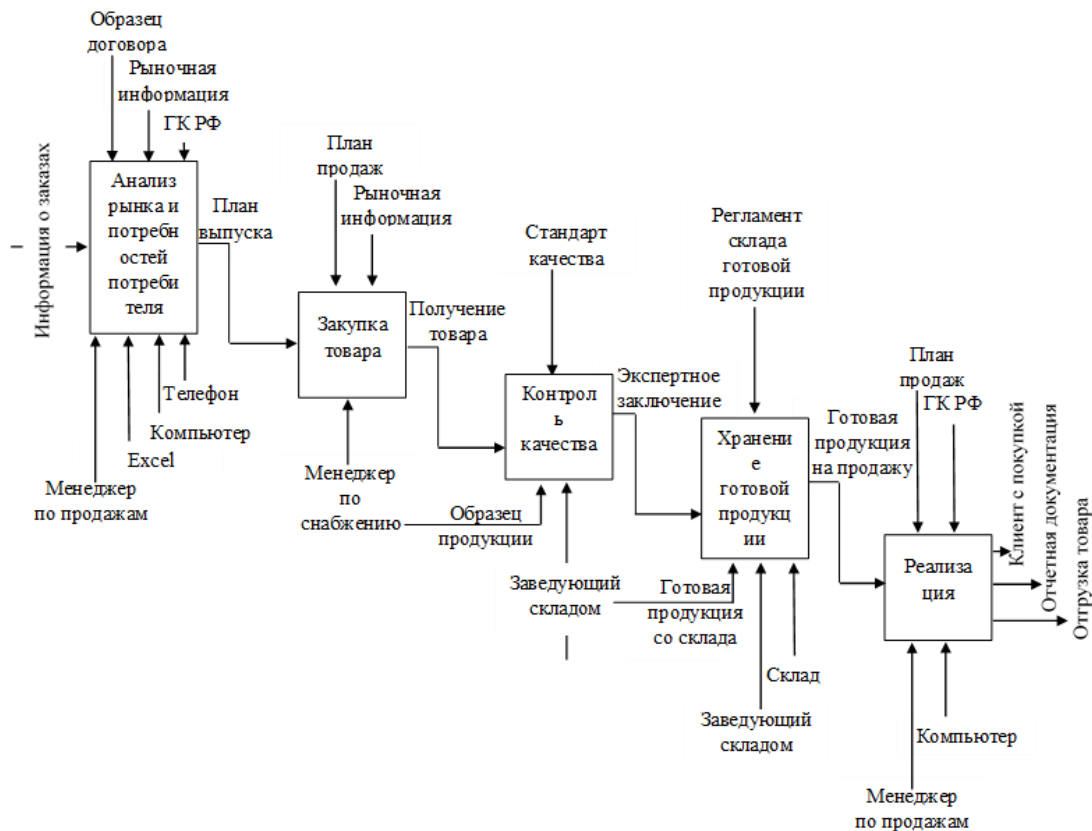 Образец
договора
Рыночная
информация
ГК РФ
Информация о заказах
Анализ
рынка и
потребн
остей
потреби
теля
План
выпуска
Телефон
Компьютер
Excel
Менеджер
по продажам
План
продаж
Рыночная
информация
Закупка
товара
Получение
товара
Менеджер
по
снабжению
Стандарт
качества
Контрол
ь
качества
Экспертное
заключение
Образец
продукции
Заведующий
складом
Регламент
склада
готовой
продукции
Хранени
е
готовой
продукц
ии
Готовая
продукция
на продажу
Готовая
продукция
со склада
Склад
Заведующий
складом
План
продаж
ГК РФ
Реализа
ция
Клиент с покупкой
Отчетная документация
Отгрузка товара
Компьютер
Менеджер
по продажам